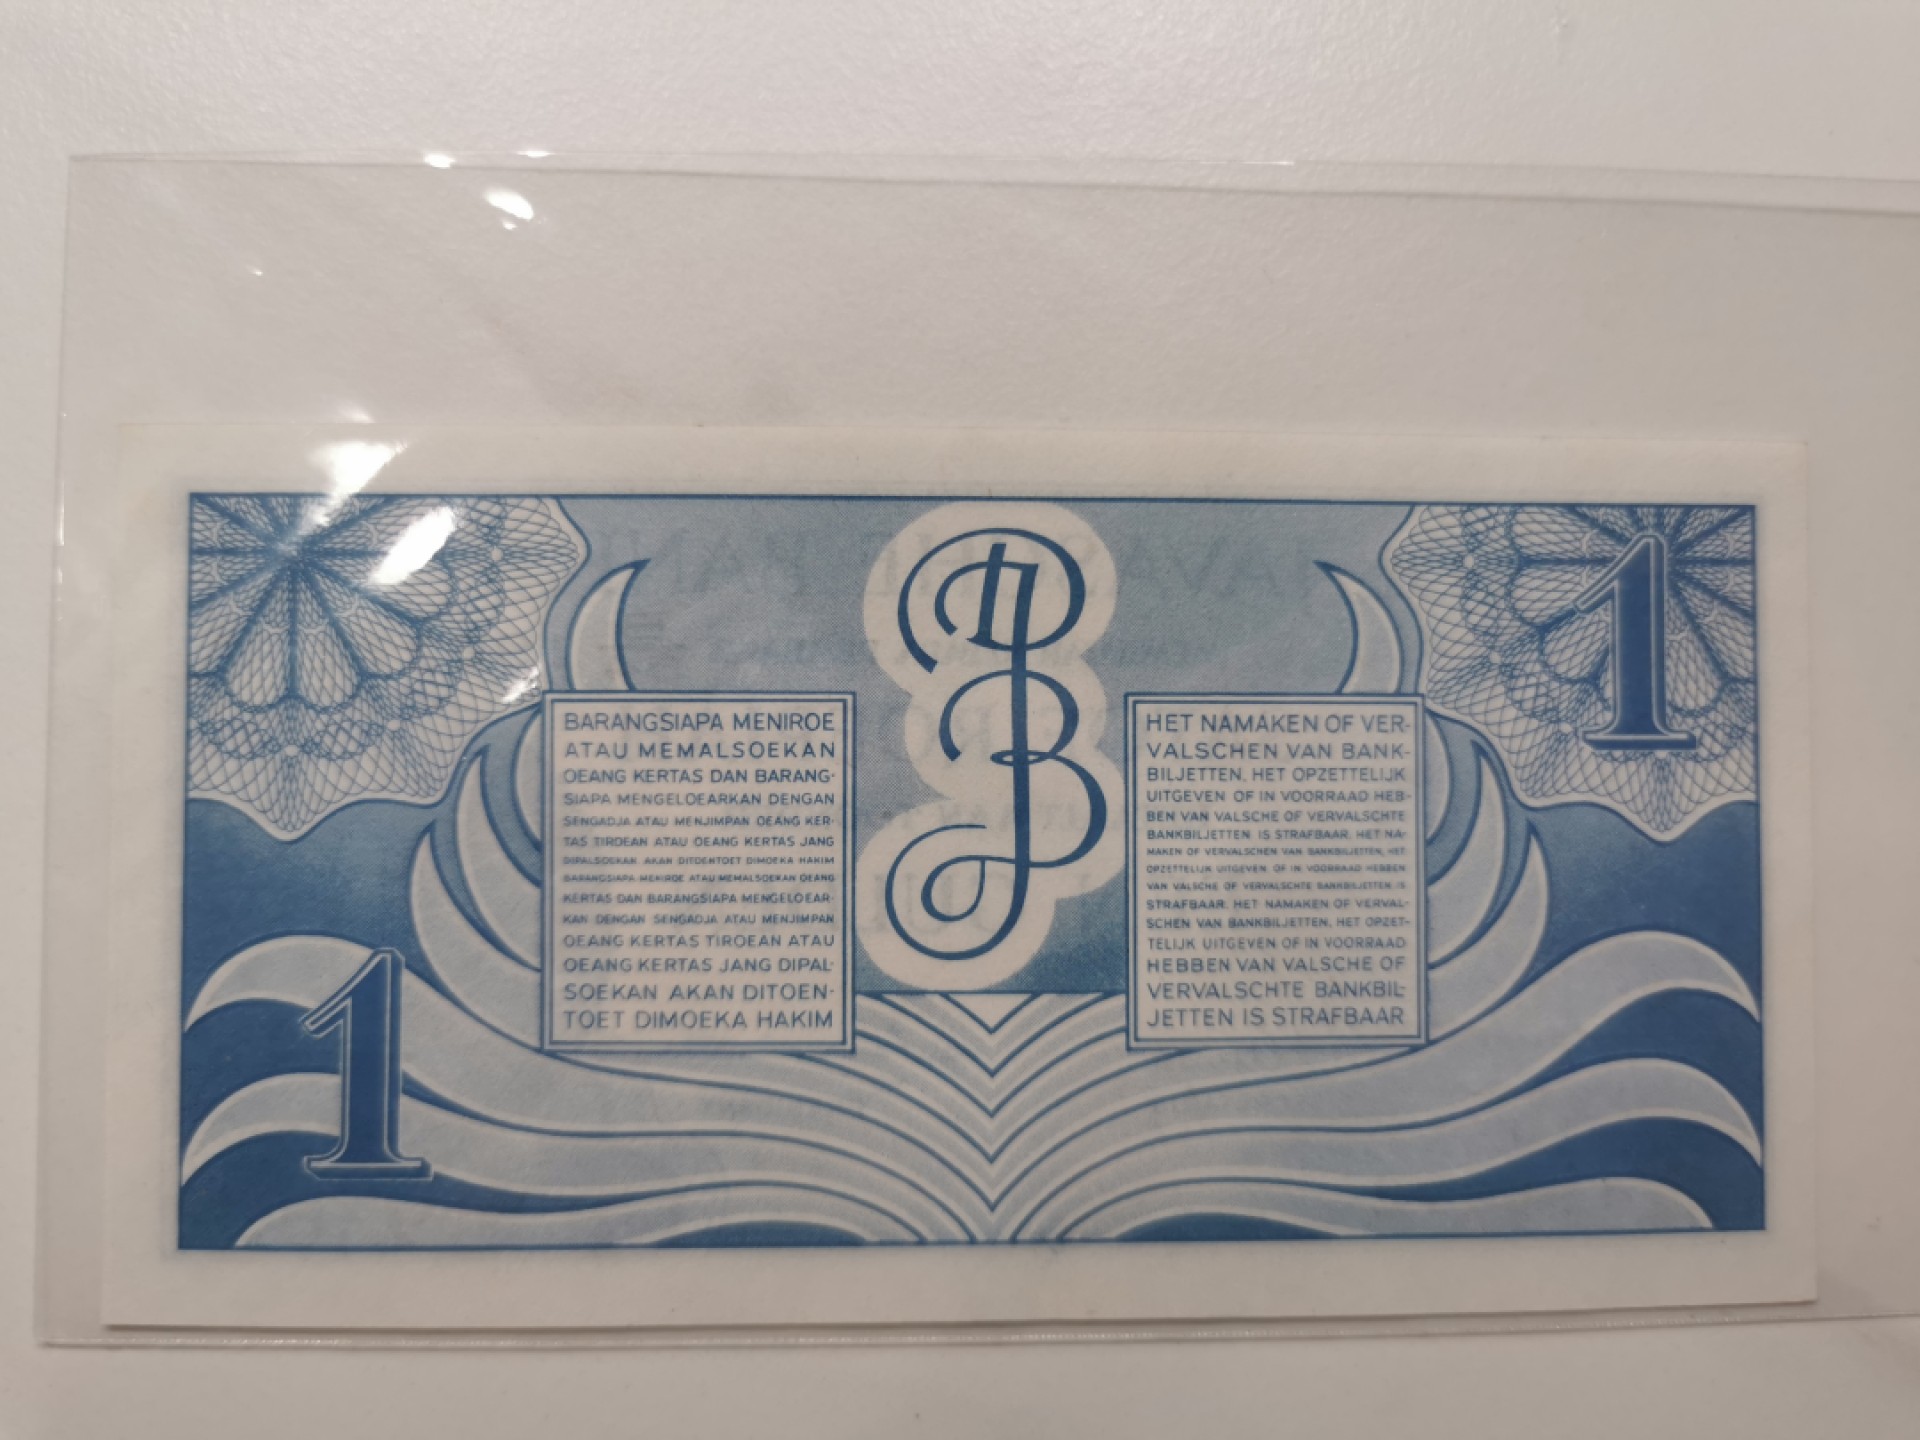 1
BARANGSIAPA MENIROE
ATAU MEMALSOEKAN
OEANG KERTAS DAN BARANG-
SIAPA MENGELOEARKAN DENGAN
SENGADJA ATAU MENJIMPAN OEANG KER-
TAS TIROEAN ATAU OEANG KERTAS JANG
DIPALSOEKAN AKAN DITOENTOET DIMOEKA HAKIM
BARANGSIAPA MENIROE ATAU MEMALSOEKAN OEANG
KERTAS DAN BARANGSIAPA MENGELOEAR-
KAN DENGAN SENGADJA ATAU MENJIMPAN
OEANG KERTAS TIROEAN ATAU
OEANG KERTAS JANG DIPAL-
SOEKAN AKAN DITOEN-
TOET DIMOEKA HAKIM
JB
HET NAMAKEN OF VER-
VALSCHEN VAN BANK-
BILJETTEN, HET OPZETTELIJK
UITGEVEN OF IN VOORRAAD HEB-
BEN VAN VALSCHE OF VERVALSCHTE
BANKBILJETTEN IS STRAFBAAR. HET NA-
MAKEN OF VERVALSCHEN VAN BANKBILJETTEN, HET
OPZETTELIJK UITGEVEN OF IN VOORRAAD HEBBEN
VAN VALSCHE OF VERVALSCHTE BANKBILJETTEN IS
STRAFBAAR. HET NAMAKEN OF VERVAL-
SCHEN VAN BANKBILJETTEN, HET OPZET-
TELIJK UITGEVEN OF IN VOORRAAD
HEBBEN VAN VALSCHE OF
VERVALSCHTE BANKBIL-
JETTEN IS STRAFBAAR
1